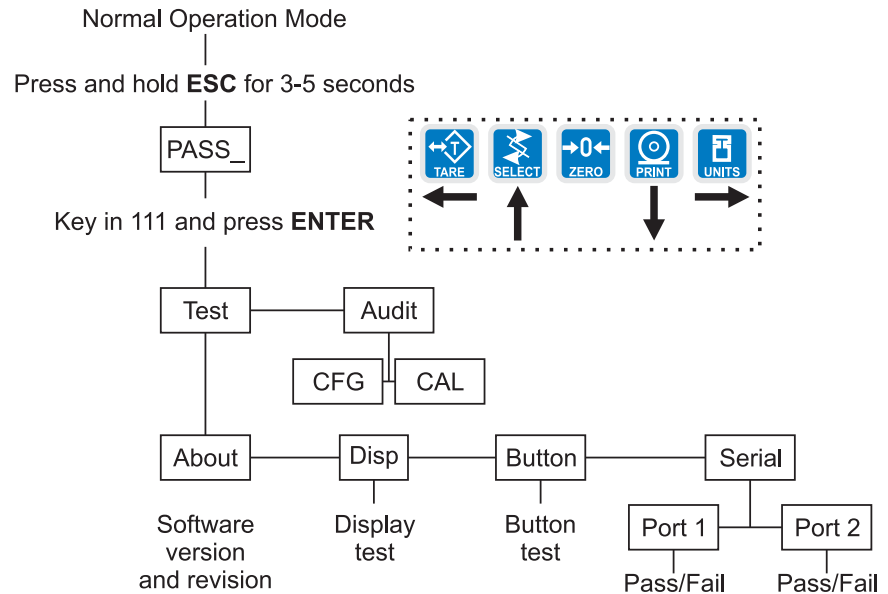 Normal Operation Mode
Press and hold ESC for 3-5 seconds
PASS_
TARE
SELECT
→0←
ZERO
PRINT
UNITS
T
Key in 111 and press ENTER
Test
Audit
CFG
CAL
About
Disp
Button
Serial
Software
version
and revision
Display
test
Button
test
Port 1
Port 2
Pass/Fail
Pass/Fail